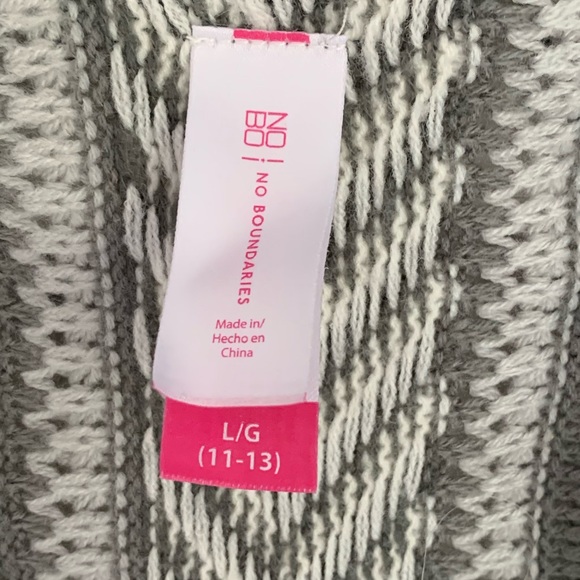 NO
BO
NO BOUNDARIES
Made in/
Hecho en
China
L/G
(11-13)